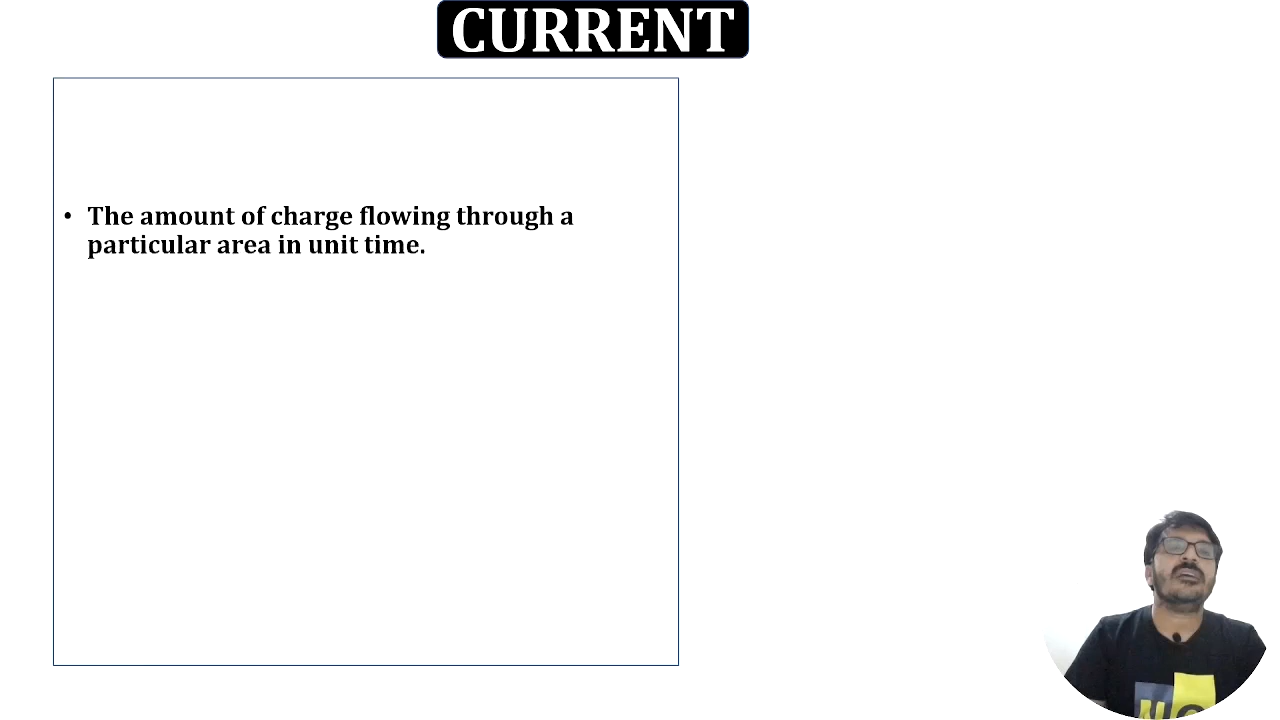 CURRENT
• The amount of charge flowing through a
particular area in unit time.